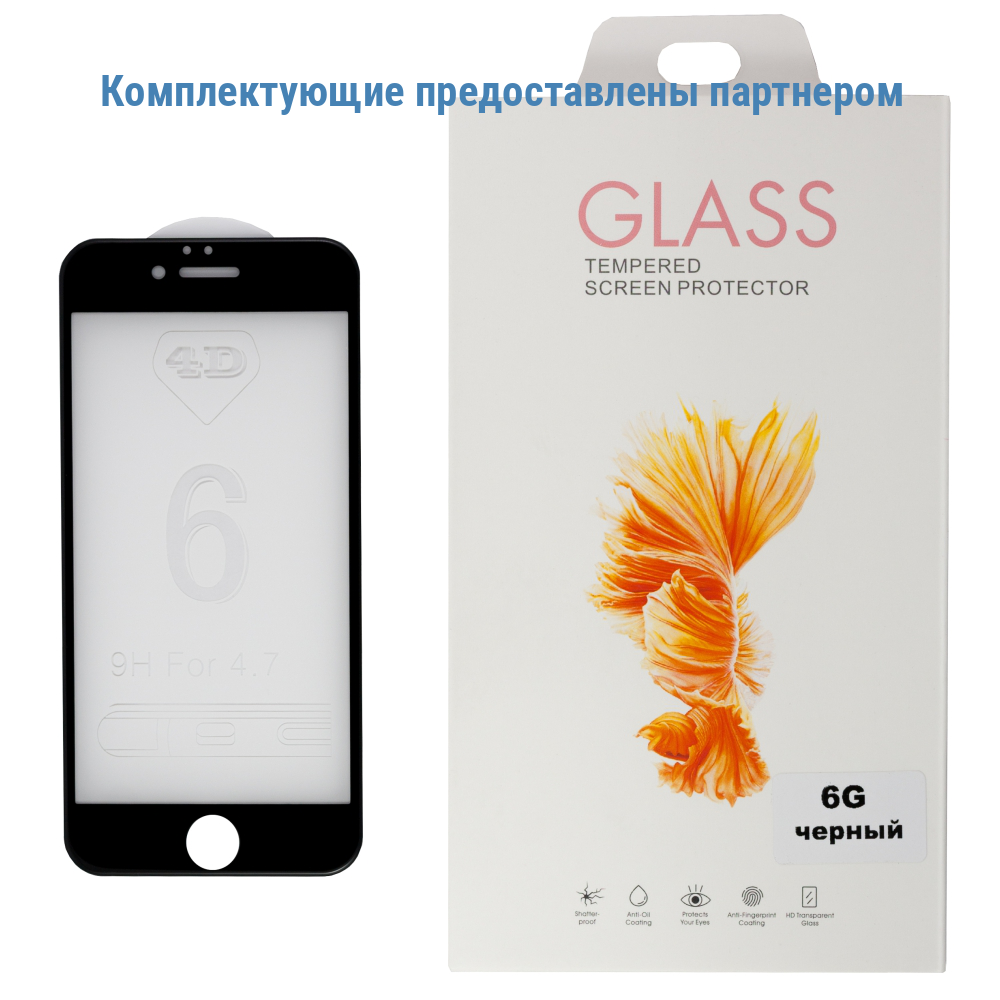 Комплектующие предоставлены партнером
GLASS
TEMPERED
SCREEN PROTECTOR
4D
6
9H For 4.7
6G
черный
Shatter-
proof
Anti-Oil
Coating
Protects
Your Eyes
Anti-Fingerprint
Coating
HD Transparent
Glass